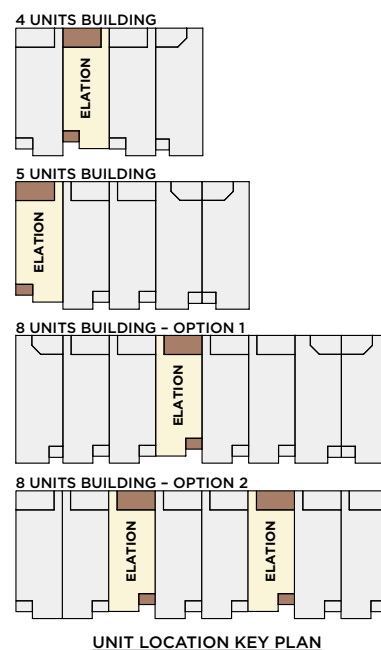 4 UNITS BUILDING
ELATION
5 UNITS BUILDING
ELATION
8 UNITS BUILDING – OPTION 1
ELATION
8 UNITS BUILDING – OPTION 2
ELATION
ELATION
UNIT LOCATION KEY PLAN